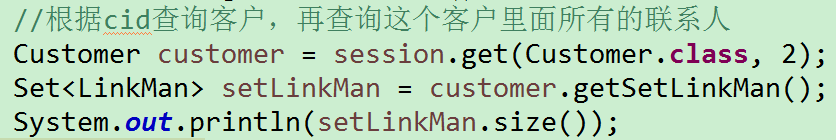 //根据cid查询客户，再查询这个客户里面所有的联系人
Customer customer = session.get(Customer.class, 2);
Set<LinkMan> setLinkMan = customer.getSetLinkMan();
System.out.println(setLinkMan.size());